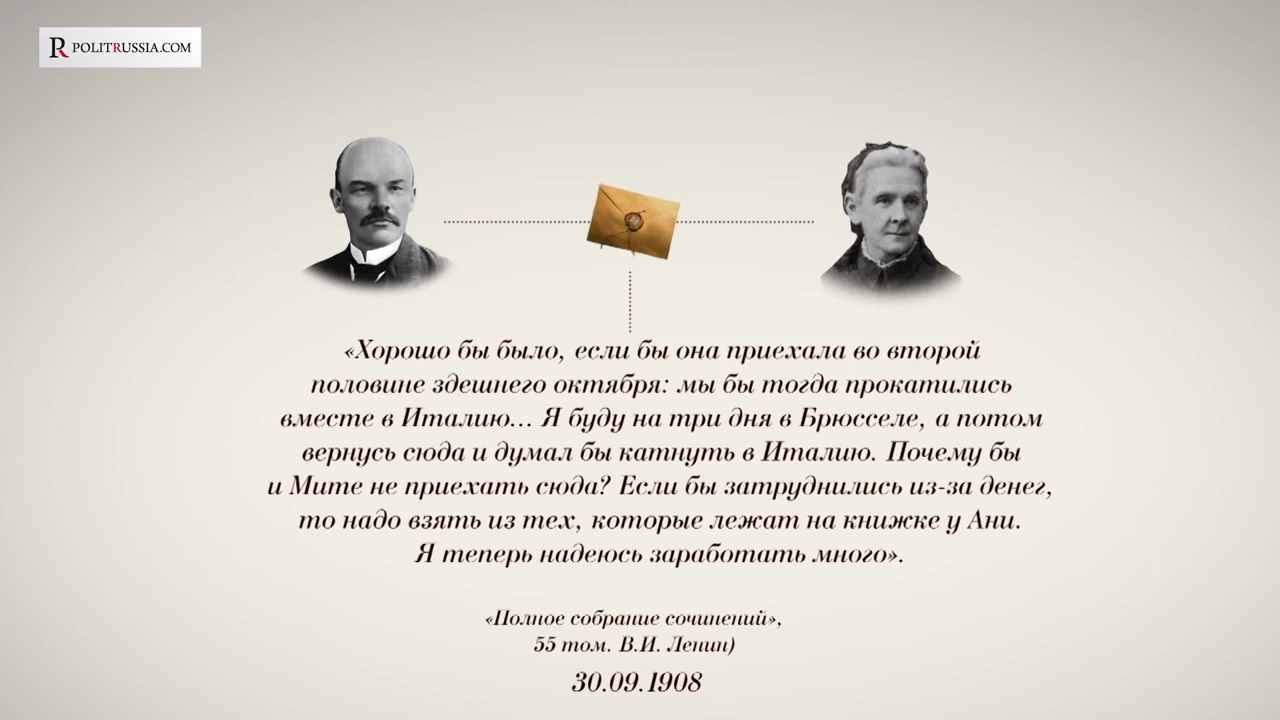 POLITRUSSIA.COM
«Хорошо бы было, если бы она приехала во второй
половине здешнего октября: мы бы тогда прокатились
вместе в Италию... Я буду на три дня в Брюсселе, а потом
вернусь сюда и думал бы катнуть в Италию. Почему бы
и Мите не приехать сюда? Если бы затруднились из-за денег,
то надо взять из тех, которые лежат на книжке у Ани.
Я теперь надеюсь заработать много».
«Полное собрание сочинений»,
55 том. В.И. Ленин)
30.09.1908